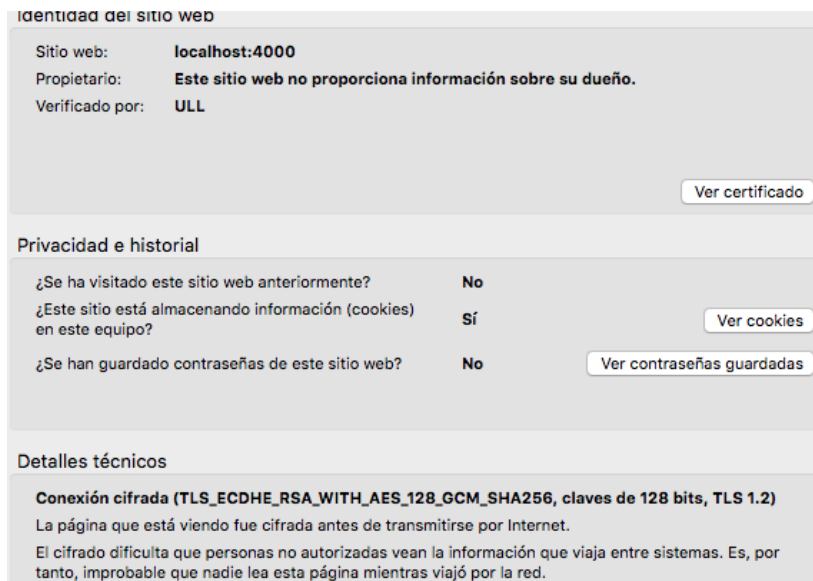 Identidad del sitio web
Sitio web: localhost:4000
Propietario: Este sitio web no proporciona información sobre su dueño.
Verificado por: ULL
Ver certificado
Privacidad e historial
¿Se ha visitado este sitio web anteriormente? No
¿Este sitio está almacenando información (cookies)
en este equipo? Sí Ver cookies
¿Se han guardado contraseñas de este sitio web? No Ver contraseñas guardadas
Detalles técnicos
Conexión cifrada (TLS_ECDHE_RSA_WITH_AES_128_GCM_SHA256, claves de 128 bits, TLS 1.2)
La página que está viendo fue cifrada antes de transmitirse por Internet.
El cifrado dificulta que personas no autorizadas vean la información que viaja entre sistemas. Es, por
tanto, improbable que nadie lea esta página mientras viajó por la red.